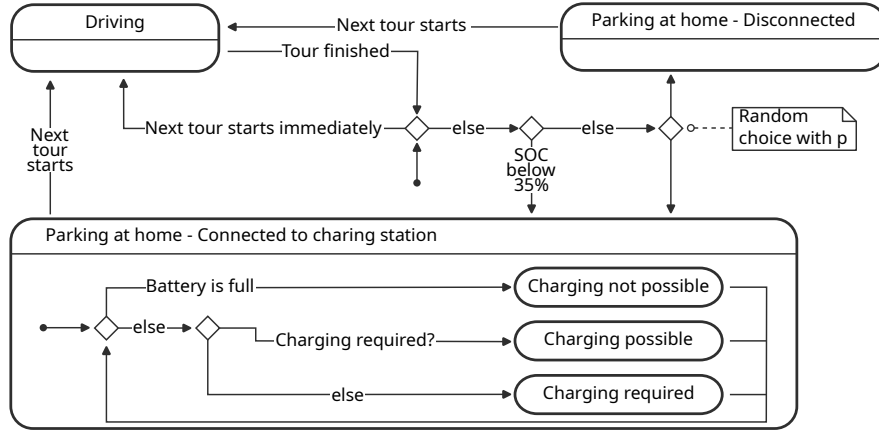 Driving
Next tour starts
Parking at home - Disconnected
Tour finished
Next tour starts immediately
else
else
Random
choice with p
Next
tour
starts
SOC
below
35%
Parking at home - Connected to charing station
Battery is full
Charging not possible
else
Charging required?
Charging possible
else
Charging required